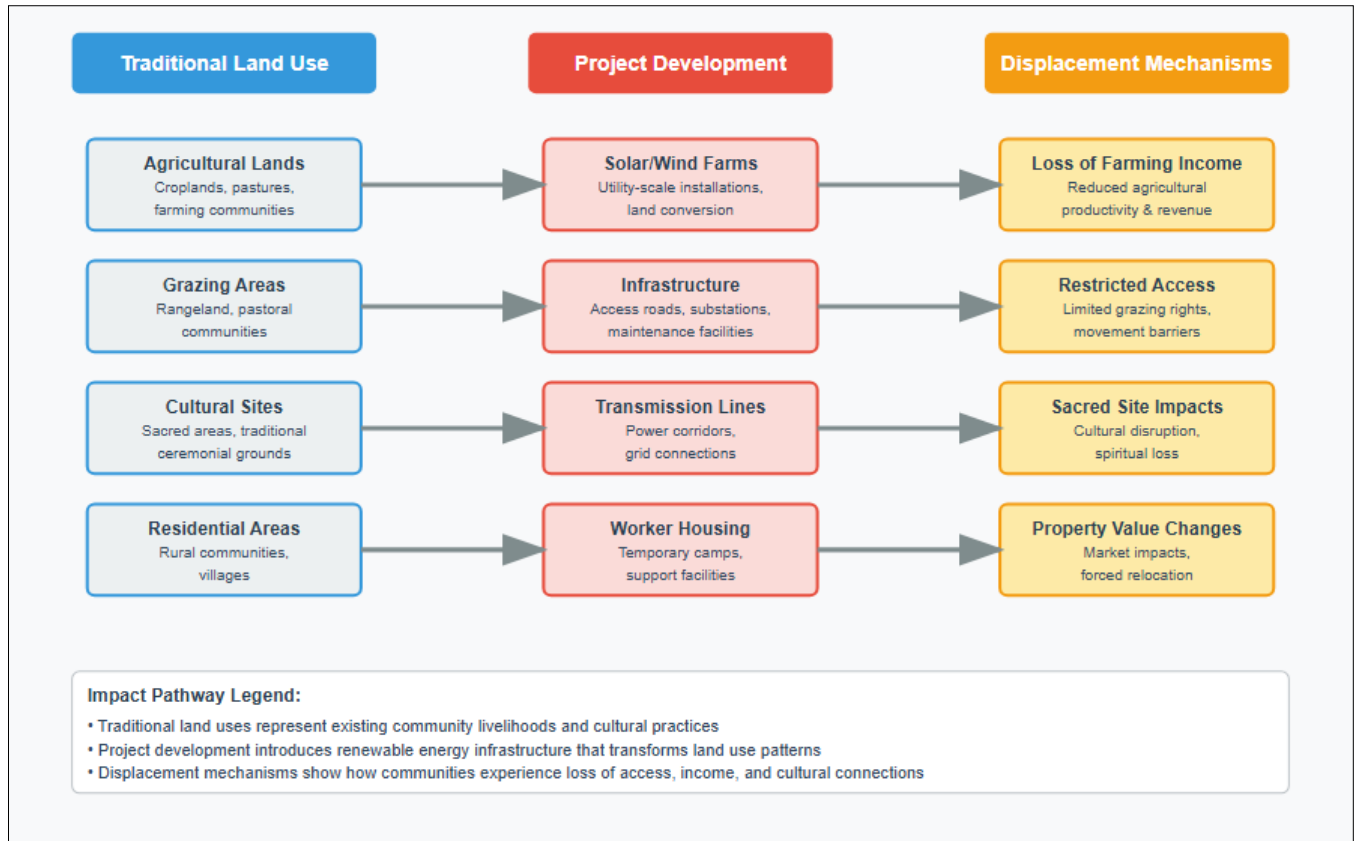 Traditional Land Use
Project Development
Displacement Mechanisms
Agricultural Lands
Croplands, pastures,
farming communities
Solar/Wind Farms
Utility-scale installations,
land conversion
Loss of Farming Income
Reduced agricultural
productivity & revenue
Grazing Areas
Rangeland, pastoral
communities
Infrastructure
Access roads, substations,
maintenance facilities
Restricted Access
Limited grazing rights,
movement barriers
Cultural Sites
Sacred areas, traditional
ceremonial grounds
Transmission Lines
Power corridors,
grid connections
Sacred Site Impacts
Cultural disruption,
spiritual loss
Residential Areas
Rural communities,
villages
Worker Housing
Temporary camps,
support facilities
Property Value Changes
Market impacts,
forced relocation
Impact Pathway Legend:
• Traditional land uses represent existing community livelihoods and cultural practices
• Project development introduces renewable energy infrastructure that transforms land use patterns
• Displacement mechanisms show how communities experience loss of access, income, and cultural connections